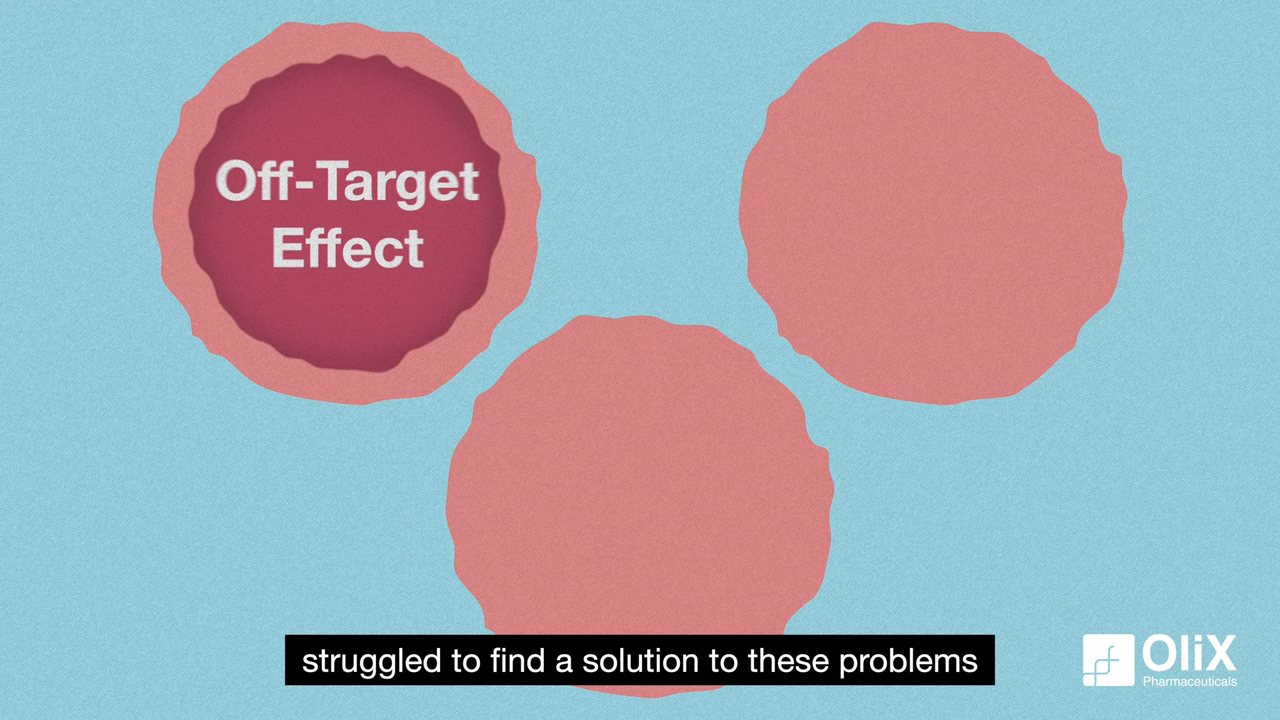 Off-Target
Effect
struggled to find a solution to these problems
OliX
Pharmaceuticals